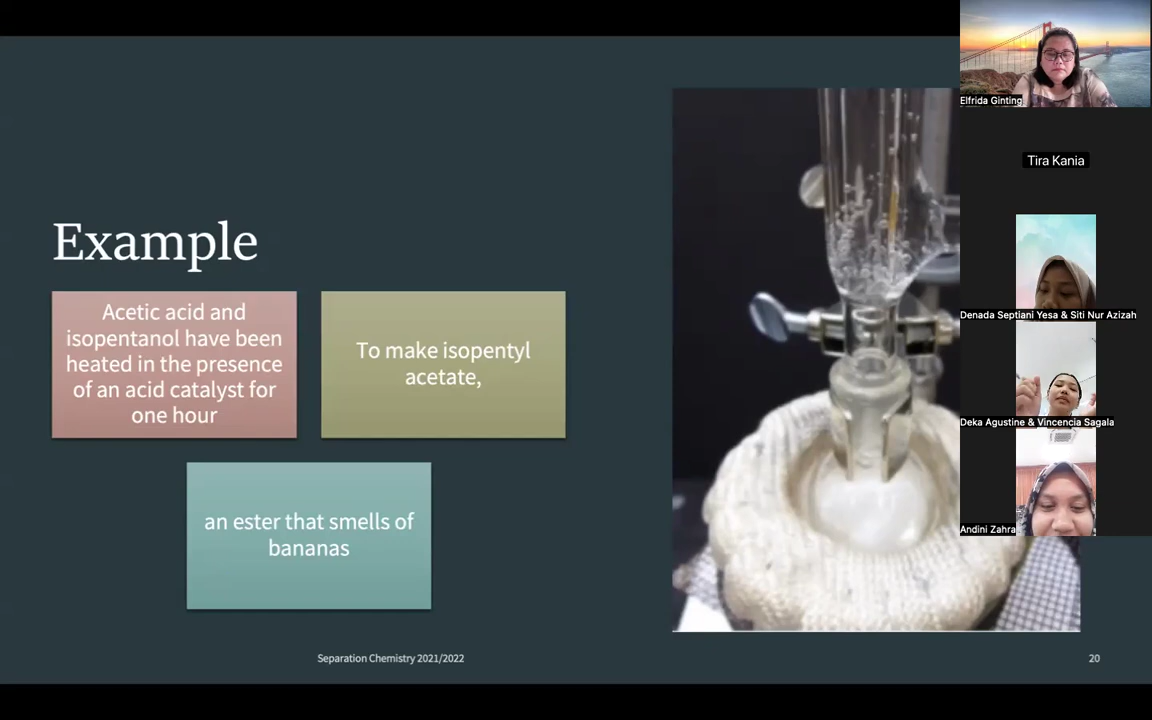 Example
Acetic acid and
isopentanol have been
heated in the presence
of an acid catalyst for
one hour
To make isopentyl
acetate,
an ester that smells of
bananas
Separation Chemistry 2021/2022
20
Elfrida Ginting
Tira Kania
Denada Septiani Yesa & Siti Nur Azizah
Deka Agustine & Vincencia Sagala
Andini Zahra